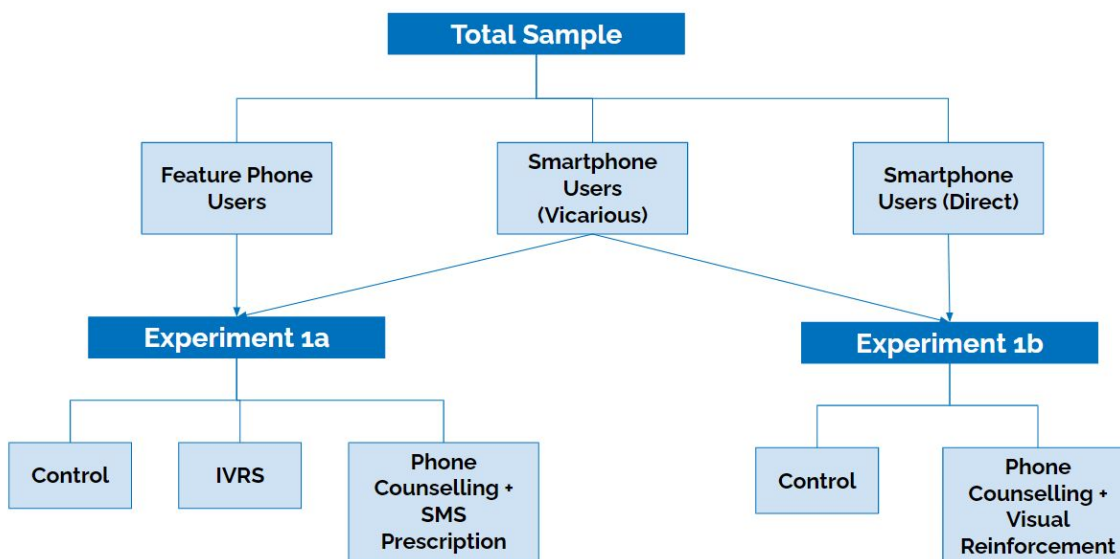 Total Sample
Feature Phone
Users
Smartphone
Users
(Vicarious)
Smartphone
Users (Direct)
Experiment 1a
Experiment 1b
Control
IVRS
Phone
Counselling +
SMS
Prescription
Control
Phone
Counselling +
Visual
Reinforcement